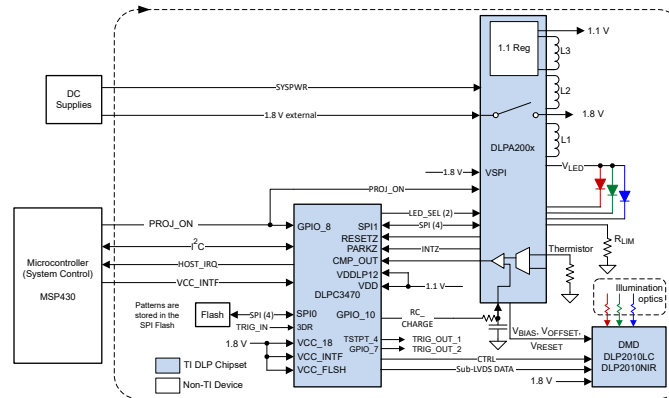 1.1 Reg
1.1 V
L3
L2
DC
Supplies
SYSPWR
1.8 V external
1.8 V
L1
DLPA200x
VLED
1.8 V
VSPI
PROJ_ON
PROJ_ON
GPIO_8
SPI1
LED_SEL (2)
SPI (4)
RESETZ
PARKZ
INTZ
CMP_OUT
RLIM
Thermistor
I2C
HOST_IRQ
VCC_INTF
Microcontroller
(System Control)
MSP430
VDDLP12
VDD
1.1 V
DLPC3470
Illumination
optics
Patterns are
stored in the
SPI Flash
Flash
SPI (4)
SPI0
GPIO_10
RC_
CHARGE
TRIG_IN
3DR
VBIAS, VOFFSET,
VRESET
TSTPT_4
TRIG_OUT_1
GPIO_7
TRIG_OUT_2
1.8 V
VCC_18
VCC_INTF
VCC_FLSH
CTRL
Sub-LVDS DATA
1.8 V
DMD
DLP2010LC
DLP2010NIR
TI DLP Chipset
Non-TI Device